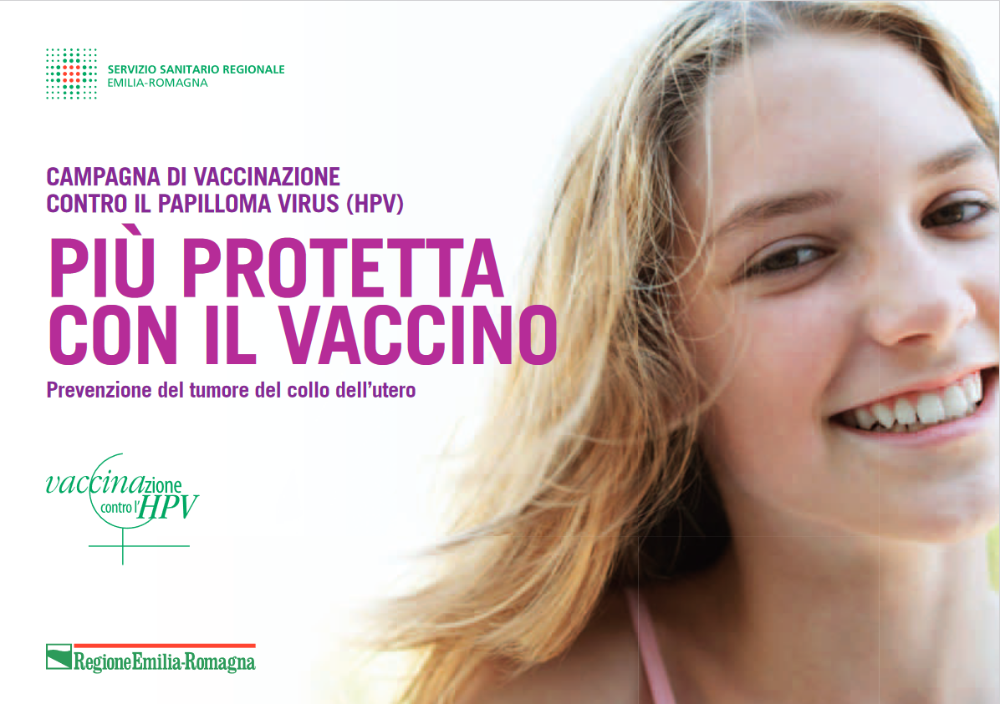 SERVIZIO SANITARIO REGIONALE
EMILIA-ROMAGNA
CAMPAGNA DI VACCINAZIONE
CONTRO IL PAPILLOMA VIRUS (HPV)
PIÙ PROTETTA
CON IL VACCINO
Prevenzione del tumore del collo dell'utero
vaccinazione
contro l'HPV
RegioneEmilia-Romagna